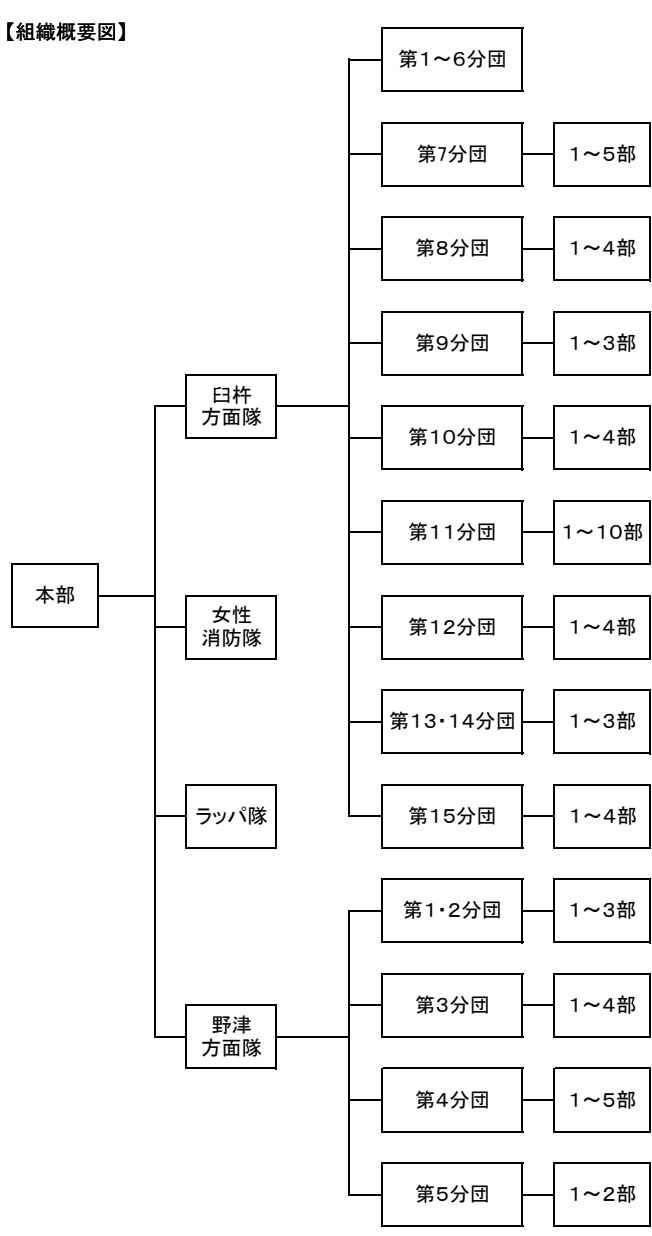 【組織概要図】
第1～6分団
第7分団
1～5部
第8分団
1～4部
第9分団
1～3部
臼杵
方面隊
第10分団
1～4部
第11分団
1～10部
本部
女性
消防隊
第12分団
1～4部
第13・14分団
1～3部
ラッパ隊
第15分団
1～4部
第1・2分団
1～3部
野津
方面隊
第3分団
1～4部
第4分団
1～5部
第5分団
1～2部